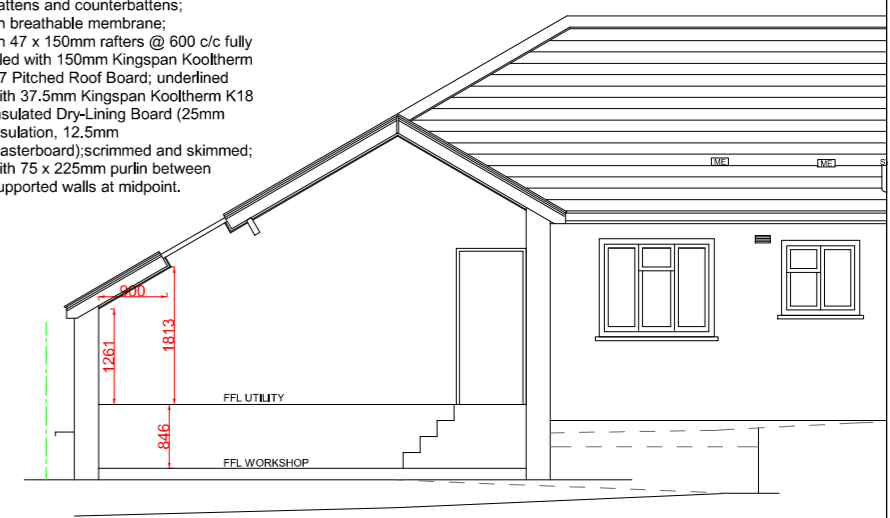 attens and counterbattens;
n breathable membrane;
n 47 x 150mm rafters @ 600 c/c fully
led with 150mm Kingspan Kooltherm
7 Pitched Roof Board; underlined
ith 37.5mm Kingspan Kooltherm K18
sulated Dry-Lining Board (25mm
sulation, 12.5mm
asterboard);scrimmed and skimmed;
ith 75 x 225mm purlin between
upported walls at midpoint.
ME
ME
900
1813
1261
FFL UTILITY
846
FFL WORKSHOP